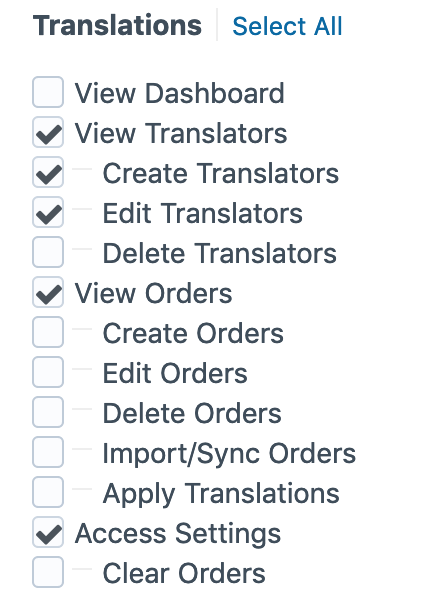 Translations Select All
View Dashboard
View Translators
Create Translators
Edit Translators
Delete Translators
View Orders
Create Orders
Edit Orders
Delete Orders
Import/Sync Orders
Apply Translations
Access Settings
Clear Orders